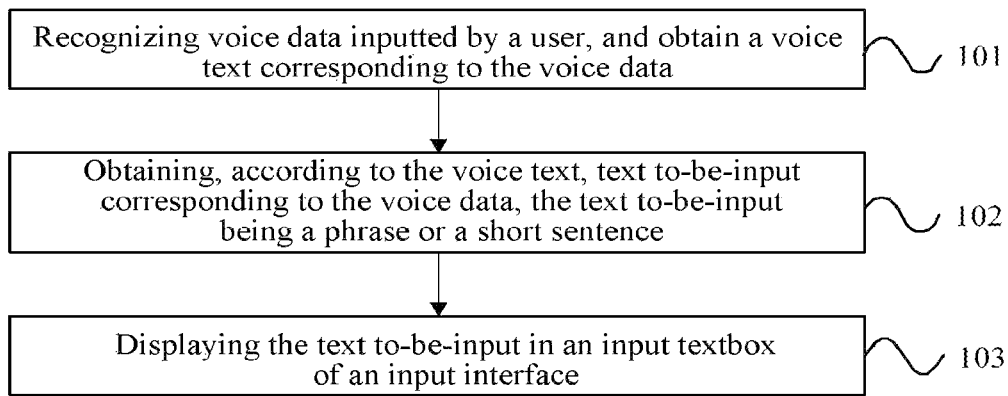 Recognizing voice data inputted by a user, and obtain a voice
text corresponding to the voice data
101
Obtaining, according to the voice text, text to-be-input
corresponding to the voice data, the text to-be-input
being a phrase or a short sentence
102
Displaying the text to-be-input in an input textbox
of an input interface
103